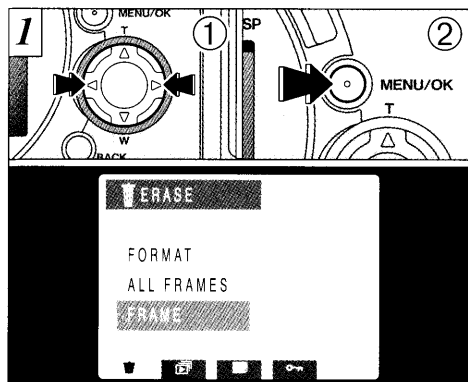 1
MENU/OK
T
1
W
BACK
SP
2
MENU/OK
T
ERASE
FORMAT
ALL FRAMES
FRAME